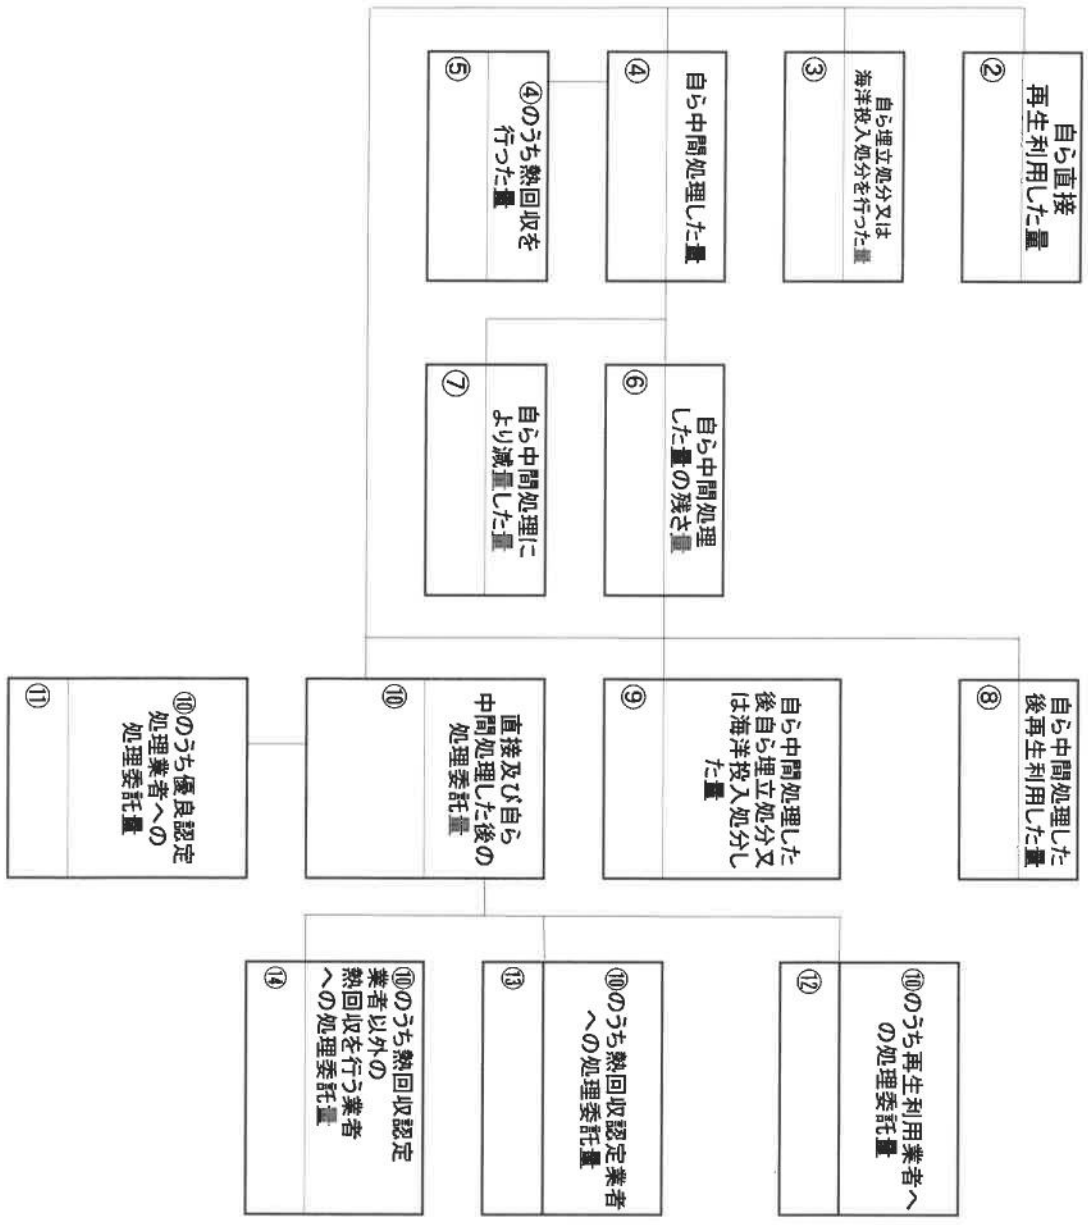 自ら直接
再生利用した量
②
自ら埋立処分又は
海洋投入処分を行った量
③
自ら中間処理した量
④
④のうち熱回収を
行った量
⑤
自ら中間処理
した量の残さ量
⑥
自ら中間処理に
より減量した量
⑦
自ら中間処理した
後再生利用した量
⑧
自ら中間処理した
後自ら埋立処分又
は海洋投入処分し
た量
⑨
直接及び自ら
中間処理した後の
処理委託量
⑩
⑩のうち優良認定
処理業者への
処理委託量
⑪
⑩のうち再生利用業者へ
の処理委託量
⑫
⑩のうち熱回収認定業者
への処理委託量
⑬
⑩のうち熱回収認定
業者以外の
熱回収を行う業者
への処理委託量
⑭